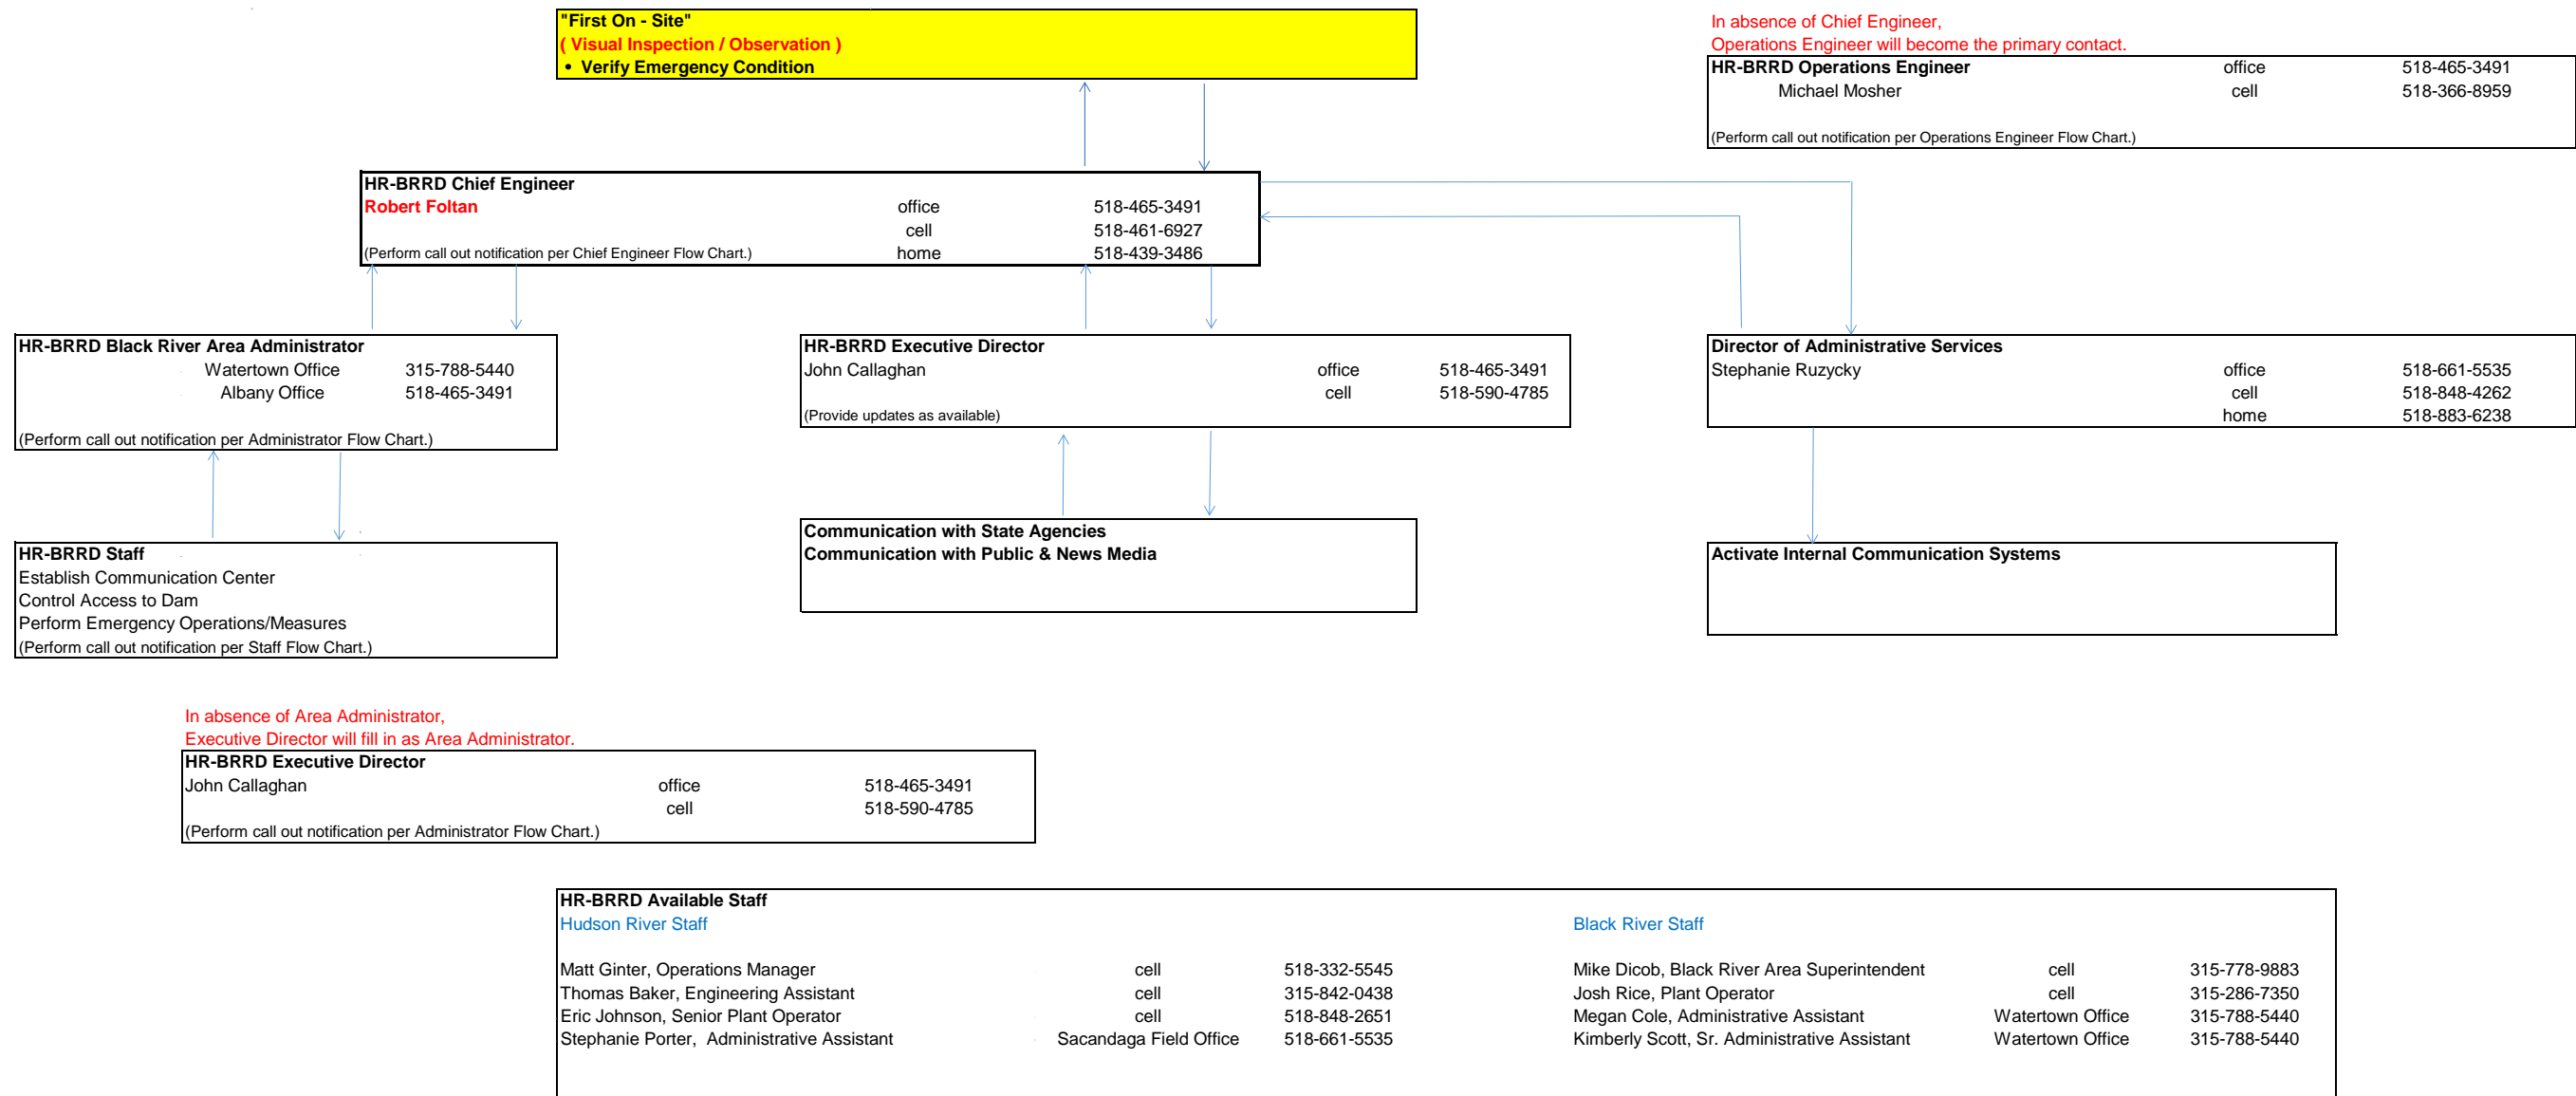 "First On - Site"
( Visual Inspection / Observation )
• Verify Emergency Condition
In absence of Chief Engineer,
Operations Engineer will become the primary contact.
HR-BRRD Operations Engineer office 518-465-3491
Michael Mosher cell 518-366-8959
(Perform call out notification per Operations Engineer Flow Chart.)
HR-BRRD Chief Engineer
Robert Foltan office 518-465-3491
cell 518-461-6927
(Perform call out notification per Chief Engineer Flow Chart.) home 518-439-3486
HR-BRRD Black River Area Administrator
Watertown Office 315-788-5440
Albany Office 518-465-3491
(Perform call out notification per Administrator Flow Chart.)
HR-BRRD Executive Director
John Callaghan office 518-465-3491
cell 518-590-4785
(Provide updates as available)
Director of Administrative Services
Stephanie Ruzycky office 518-661-5535
cell 518-848-4262
home 518-883-6238
HR-BRRD Staff
Establish Communication Center
Control Access to Dam
Perform Emergency Operations/Measures
(Perform call out notification per Staff Flow Chart.)
Communication with State Agencies
Communication with Public & News Media
Activate Internal Communication Systems
In absence of Area Administrator,
Executive Director will fill in as Area Administrator.
HR-BRRD Executive Director
John Callaghan office 518-465-3491
cell 518-590-4785
(Perform call out notification per Administrator Flow Chart.)
HR-BRRD Available Staff
Hudson River Staff Black River Staff
Matt Ginter, Operations Manager cell 518-332-5545 Mike Dicob, Black River Area Superintendent cell 315-778-9883
Thomas Baker, Engineering Assistant cell 315-842-0438 Josh Rice, Plant Operator cell 315-286-7350
Eric Johnson, Senior Plant Operator cell 518-848-2651 Megan Cole, Administrative Assistant Watertown Office 315-788-5440
Stephanie Porter, Administrative Assistant Sacandaga Field Office 518-661-5535 Kimberly Scott, Sr. Administrative Assistant Watertown Office 315-788-5440